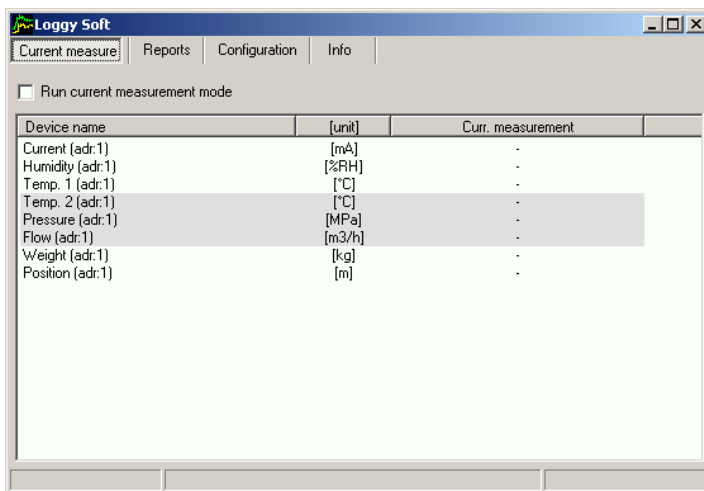 Loggy Soft
Current measure Reports Configuration Info
Run current measurement mode
Device name [unit] Curr. measurement
Current (adr:1) [mA] -
Humidity (adr:1) [%RH] -
Temp. 1 (adr:1) [°C] -
Temp. 2 (adr:1) [°C] -
Pressure (adr:1) [MPa] -
Flow (adr:1) [m3/h] -
Weight (adr:1) [kg] -
Position (adr:1) [m] -